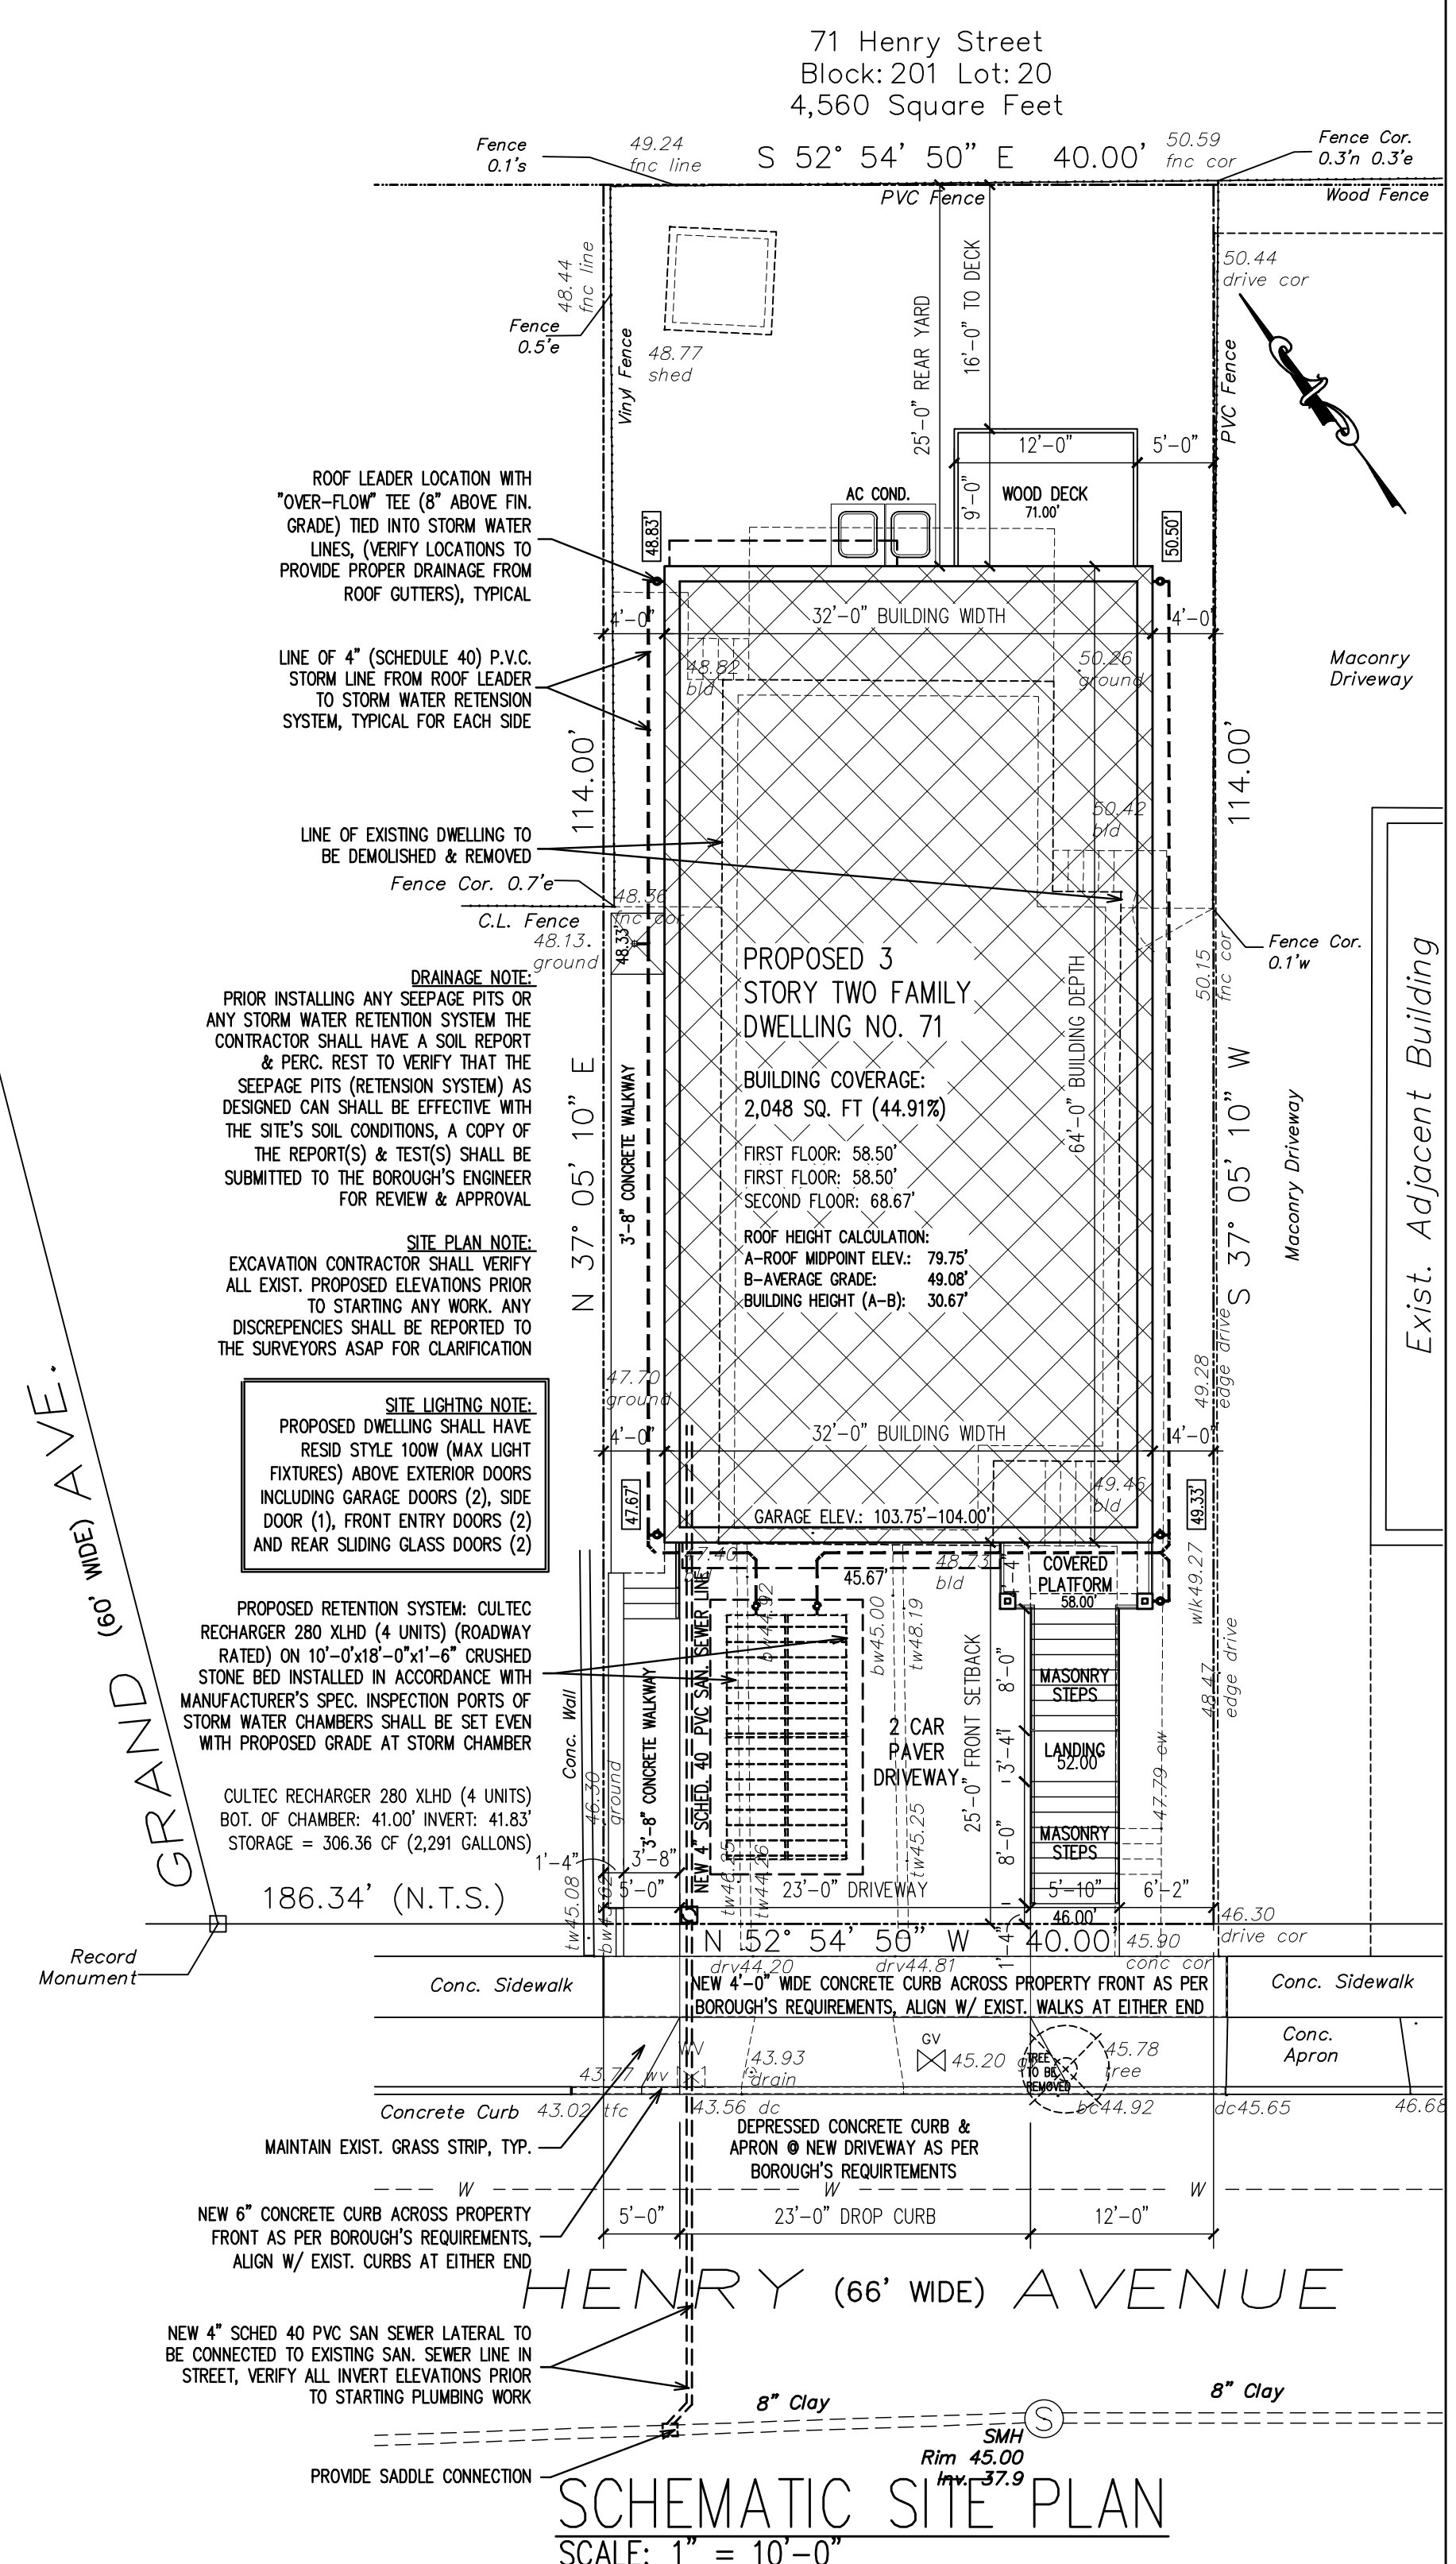 71 Henry Street
Block: 201 Lot: 20
4,560 Square Feet
Fence
0.1's
49.24
fnc line
S 52° 54' 50" E 40.00'
50.59
fnc cor
Fence Cor.
0.3'n 0.3'e
PVC Fence
Wood Fence
48.44
fnc line
Fence
0.5'e
Vinyl Fence
48.77
shed
25'-0" REAR YARD
16'-0" TO DECK
50.44
drive cor
PVC Fence
12'-0"
5'-0"
9'-0"
WOOD DECK
71.00'
AC COND.
48.83'
50.50'
ROOF LEADER LOCATION WITH
"OVER-FLOW" TEE (8" ABOVE FIN.
GRADE) TIED INTO STORM WATER
LINES, (VERIFY LOCATIONS TO
PROVIDE PROPER DRAINAGE FROM
ROOF GUTTERS), TYPICAL
4'-0"
32'-0" BUILDING WIDTH
4'-0"
LINE OF 4" (SCHEDULE 40) P.V.C.
STORM LINE FROM ROOF LEADER
TO STORM WATER RETENSION
SYSTEM, TYPICAL FOR EACH SIDE
48.82
bld
50.26
ground
Maconry
Driveway
114.00'
114.00'
50.42
bld
LINE OF EXISTING DWELLING TO
BE DEMOLISHED & REMOVED
Fence Cor. 0.7'e
48.36
fnc cor
C.L. Fence
48.13.
ground
48.33'
Fence Cor.
0.1'w
50.15
fnc cor
Exist. Adjacent Building
DRAINAGE NOTE:
PRIOR INSTALLING ANY SEEPAGE PITS OR
ANY STORM WATER RETENSION SYSTEM THE
CONTRACTOR SHALL HAVE A SOIL REPORT
& PERC. REST TO VERIFY THAT THE
SEEPAGE PITS (RETENSION SYSTEM) AS
DESIGNED CAN SHALL BE EFFECTIVE WITH
THE SITE'S SOIL CONDITIONS, A COPY OF
THE REPORT(S) & TEST(S) SHALL BE
SUBMITTED TO THE BOROUGH'S ENGINEER
FOR REVIEW & APPROVAL
PROPOSED 3
STORY TWO FAMILY
DWELLING NO. 71
BUILDING COVERAGE:
2,048 SQ. FT (44.91%)
FIRST FLOOR: 58.50'
FIRST FLOOR: 58.50'
SECOND FLOOR: 68.67'
ROOF HEIGHT CALCULATION:
A-ROOF MIDPOINT ELEV.: 79.75'
B-AVERAGE GRADE: 49.08'
BUILDING HEIGHT (A-B): 30.67'
64'-0" BUILDING DEPTH
3'-8" CONCRETE WALKWAY
N 37° 05' 10" E
S 37° 05' 10" W
Maconry Driveway
SITE PLAN NOTE:
EXCAVATION CONTRACTOR SHALL VERIFY
ALL EXIST. PROPOSED ELEVATIONS PRIOR
TO STARTING ANY WORK. ANY
DISCREPENCIES SHALL BE REPORTED TO
THE SURVEYORS ASAP FOR CLARIFICATION
47.70
ground
49.28
edge drive
SITE LIGHTNG NOTE:
PROPOSED DWELLING SHALL HAVE
RESID STYLE 100W (MAX LIGHT
FIXTURES) ABOVE EXTERIOR DOORS
INCLUDING GARAGE DOORS (2), SIDE
DOOR (1), FRONT ENTRY DOORS (2)
AND REAR SLIDING GLASS DOORS (2)
4'-0"
32'-0" BUILDING WIDTH
4'-0"
47.67'
49.46
bld
49.33'
GARAGE ELEV.: 103.75'-104.00'
GRAND (60' WIDE) AVE.
47.40
bld
45.67'
48.73
bld
4'-4"
COVERED
PLATFORM
58.00'
wlk49.27
PROPOSED RETENSION SYSTEM: CULTEC
RECHARGER 280 XLHD (4 UNITS) (ROADWAY
RATED) ON 10'-0'x18'-0"x1'-6" CRUSHED
STONE BED INSTALLED IN ACCORDANCE WITH
MANUFACTURER'S SPEC. INSPECTION PORTS OF
STORM WATER CHAMBERS SHALL BE SET EVEN
WITH PROPOSED GRADE AT STORM CHAMBER
CULTEC RECHARGER 280 XLHD (4 UNITS)
BOT. OF CHAMBER: 41.00' INVERT: 41.83'
STORAGE = 306.36 CF (2,291 GALLONS)
Conc. Wall
46.30
ground
3'-8" CONCRETE WALKWAY
NEW 4" SCHED. 40 PVC SAN. SEWER LINE
bw44.92
bw45.00
tw48.19
25'-0" FRONT SETBACK
8'-0"
MASONRY
STEPS
2 CAR
PAVER
DRIVEWAY
3'-4"
LANDING
52.00'
8'-0"
MASONRY
STEPS
48.47
edge drive
47.79 cw
tw46.25
tw44.26
tw45.25
1'-4"
3'-8"
5'-0"
23'-0" DRIVEWAY
5'-10"
6'-2"
186.34' (N.T.S.)
tw45.08
46.00'
1'-4"
46.30
drive cor
Record
Monument
N 52° 54' 50" W 40.00'
45.90
conc cor
drv44.20
drv44.81
Conc. Sidewalk
NEW 4'-0" WIDE CONCRETE CURB ACROSS PROPERTY FRONT AS PER
BOROUGH'S REQUIREMENTS, ALIGN W/ EXIST. WALKS AT EITHER END
Conc. Sidewalk
43.77 wv
WV
43.93
drain
GV
45.20
TREE
TO BE
REMOVED
45.78
tree
Conc.
Apron
Concrete Curb
43.02 tfc
43.56 dc
bc44.92
dc45.65
46.68
MAINTAIN EXIST. GRASS STRIP, TYP.
DEPRESSED CONCRETE CURB &
APRON @ NEW DRIVEWAY AS PER
BOROUGH'S REQUIRTEMENTS
W W W
NEW 6" CONCRETE CURB ACROSS PROPERTY
FRONT AS PER BOROUGH'S REQUIREMENTS,
ALIGN W/ EXIST. CURBS AT EITHER END
5'-0"
23'-0" DROP CURB
12'-0"
HENRY (66' WIDE) AVENUE
NEW 4" SCHED 40 PVC SAN SEWER LATERAL TO
BE CONNECTED TO EXISTING SAN. SEWER LINE IN
STREET, VERIFY ALL INVERT ELEVATIONS PRIOR
TO STARTING PLUMBING WORK
8" Clay
8" Clay
S
SMH
Rim 45.00
Inv. 37.9
PROVIDE SADDLE CONNECTION
SCHEMATIC SITE PLAN
SCALE: 1" = 10'-0"